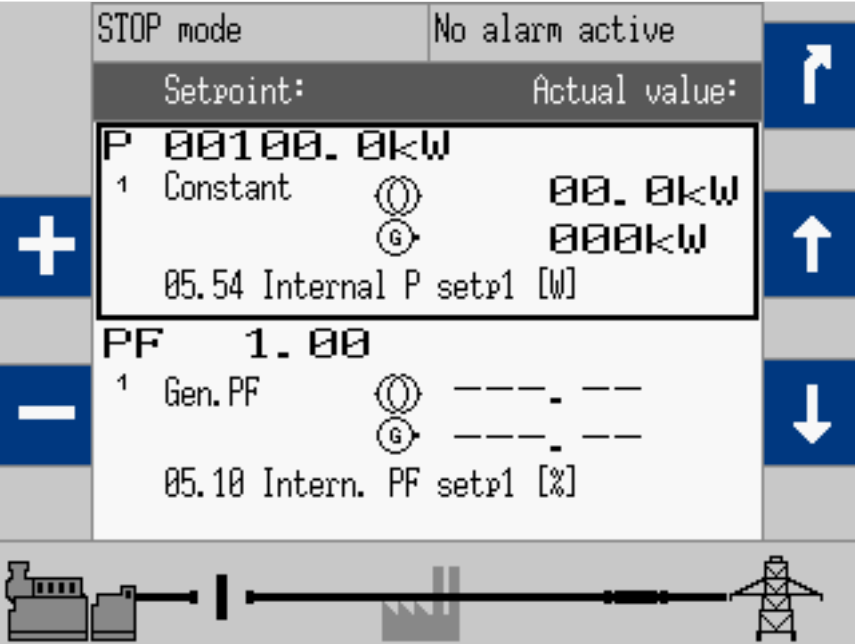 STOP mode No alarm active
Setpoint: Actual value:
P 00100.0kW
1 Constant 00.0kW
G 000kW
05.54 Internal P setp1 [W]
PF 1.00
1 Gen.PF ---.--
G ---.--
05.10 Intern. PF setp1 [%]